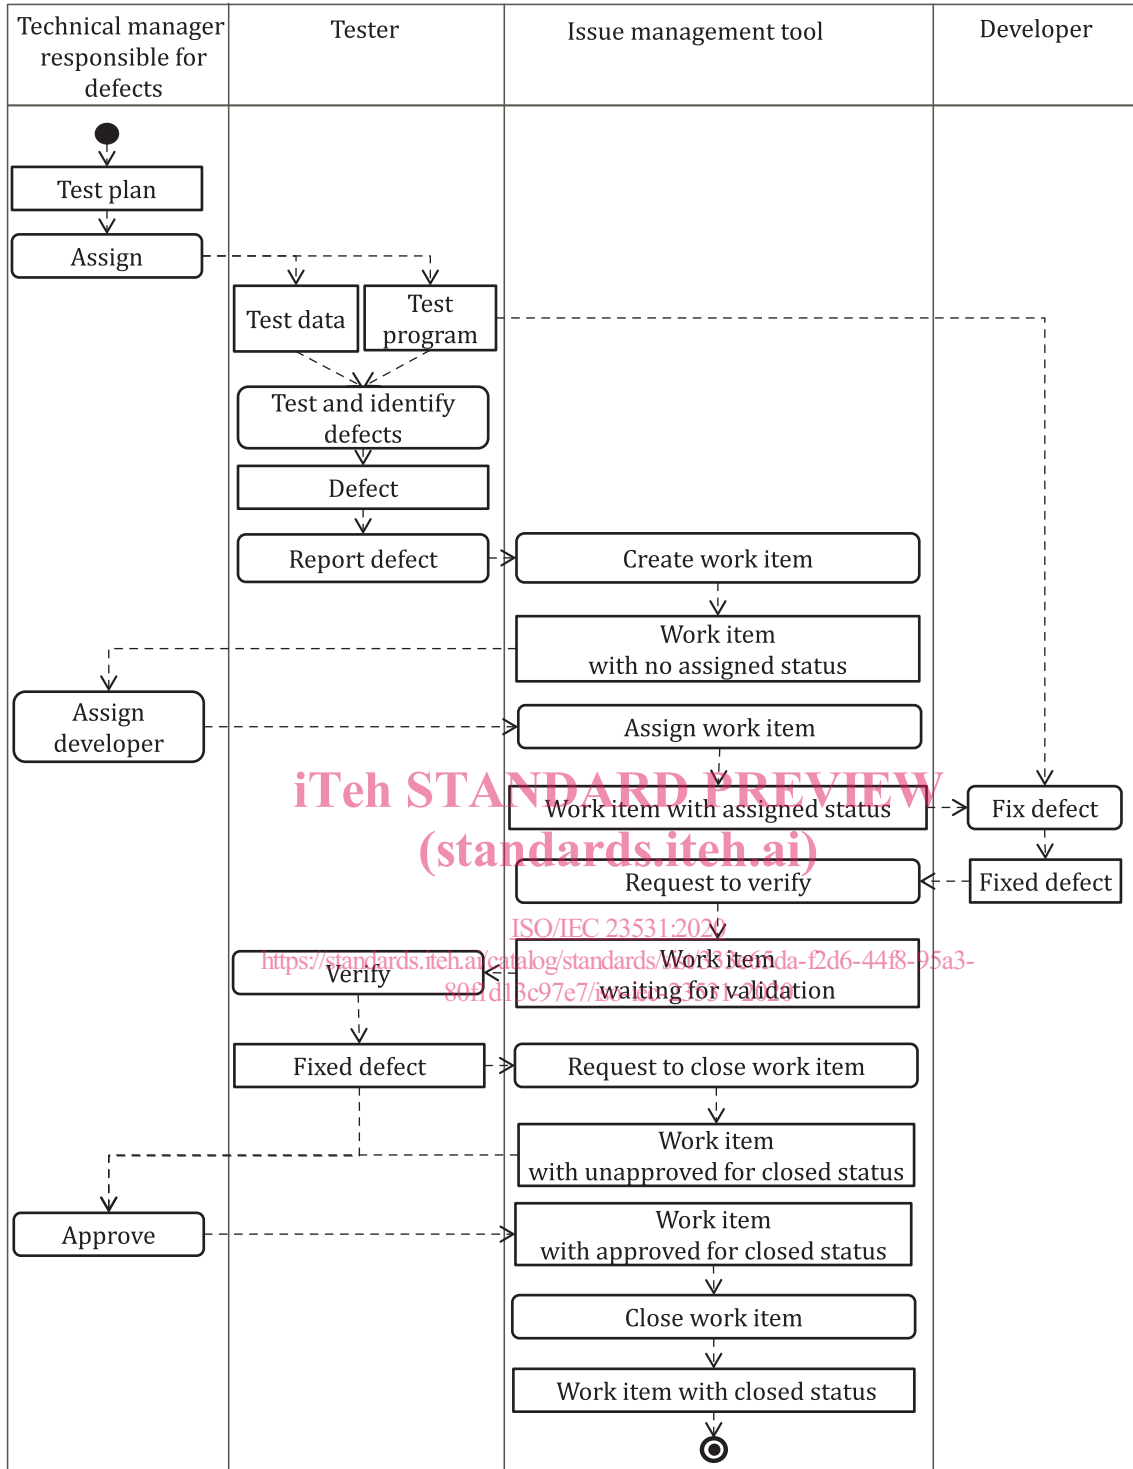 Technical manager
responsible for
defects
Tester
Issue management tool
Developer
Test plan
Assign
Test data
Test
program
Test and identify
defects
Defect
Report defect
Create work item
Work item
with no assigned status
Assign
developer
Assign work item
iTeh STANDARD PREVIEW
Work item with assigned status
Fix defect
(standards.iteh.ai)
Request to verify
Fixed defect
ISO/IEC 23531:2020
Verify
Work item
waiting for validation
Fixed defect
Request to close work item
Work item
with unapproved for closed status
Approve
Work item
with approved for closed status
Close work item
Work item with closed status